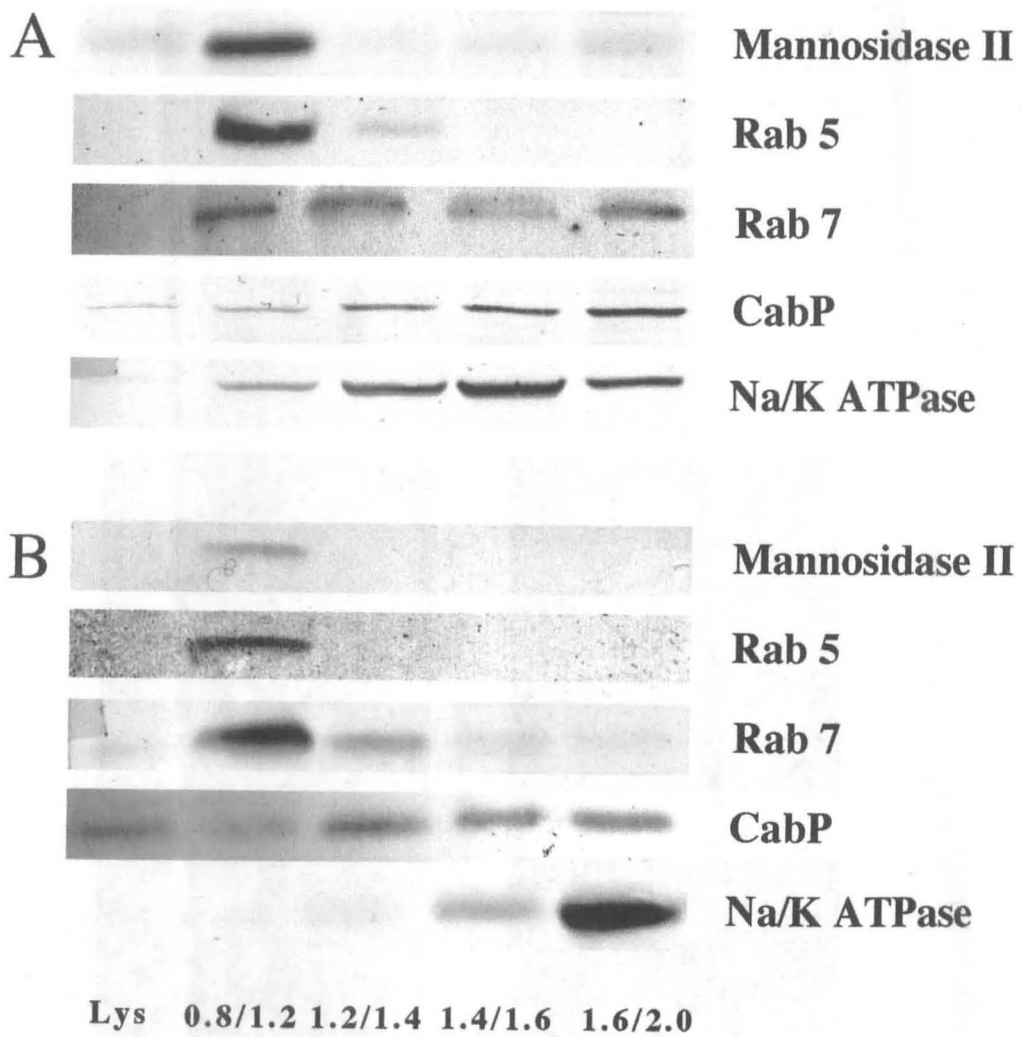 A
Mannosidase II
Rab 5
Rab 7
CabP
Na/K ATPase
B
Mannosidase II
Rab 5
Rab 7
CabP
Na/K ATPase
Lys 0.8/1.2 1.2/1.4 1.4/1.6 1.6/2.0